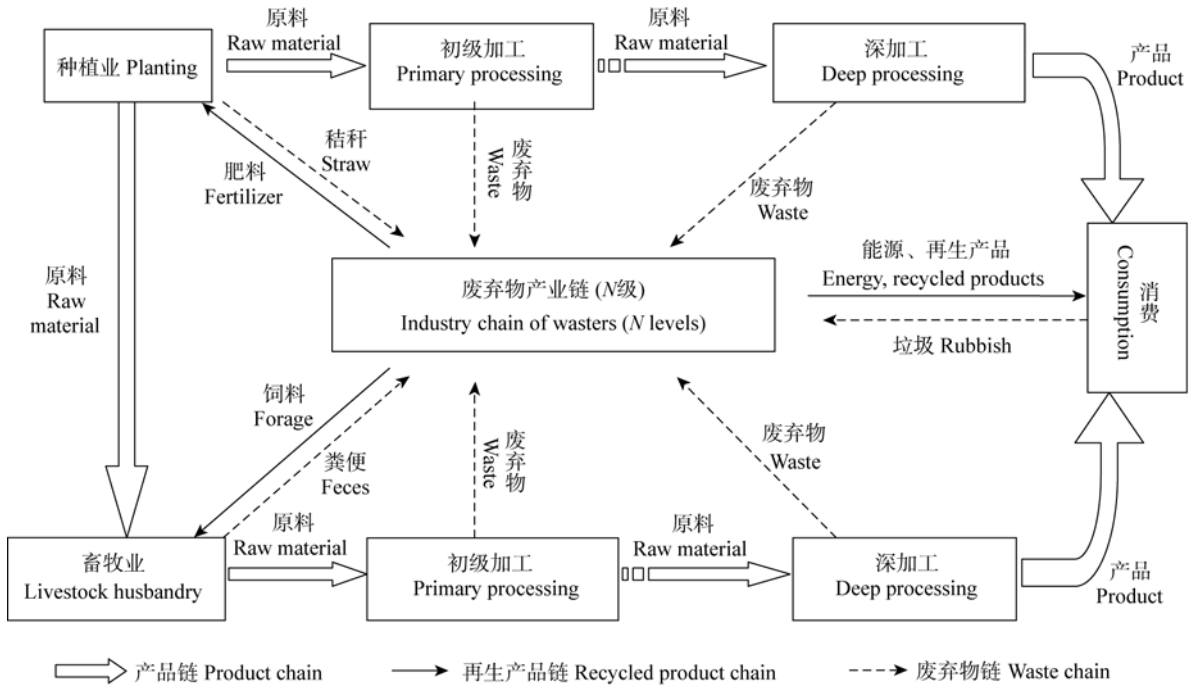 原料
Raw material
原料
Raw material
种植业 Planting
初级加工
Primary processing
深加工
Deep processing
产品
Product
秸秆
Straw
肥料
Fertilizer
废弃物
Waste
废弃物
Waste
原料
Raw
material
废弃物产业链 (N级)
Industry chain of wasters (N levels)
能源、再生产品
Energy, recycled products
垃圾 Rubbish
消费
Consumption
饲料
Forage
粪便
Feces
废弃物
Waste
废弃物
Waste
畜牧业
Livestock husbandry
原料
Raw material
初级加工
Primary processing
原料
Raw material
深加工
Deep processing
产品
Product
产品链 Product chain
再生产品链 Recycled product chain
废弃物链 Waste chain